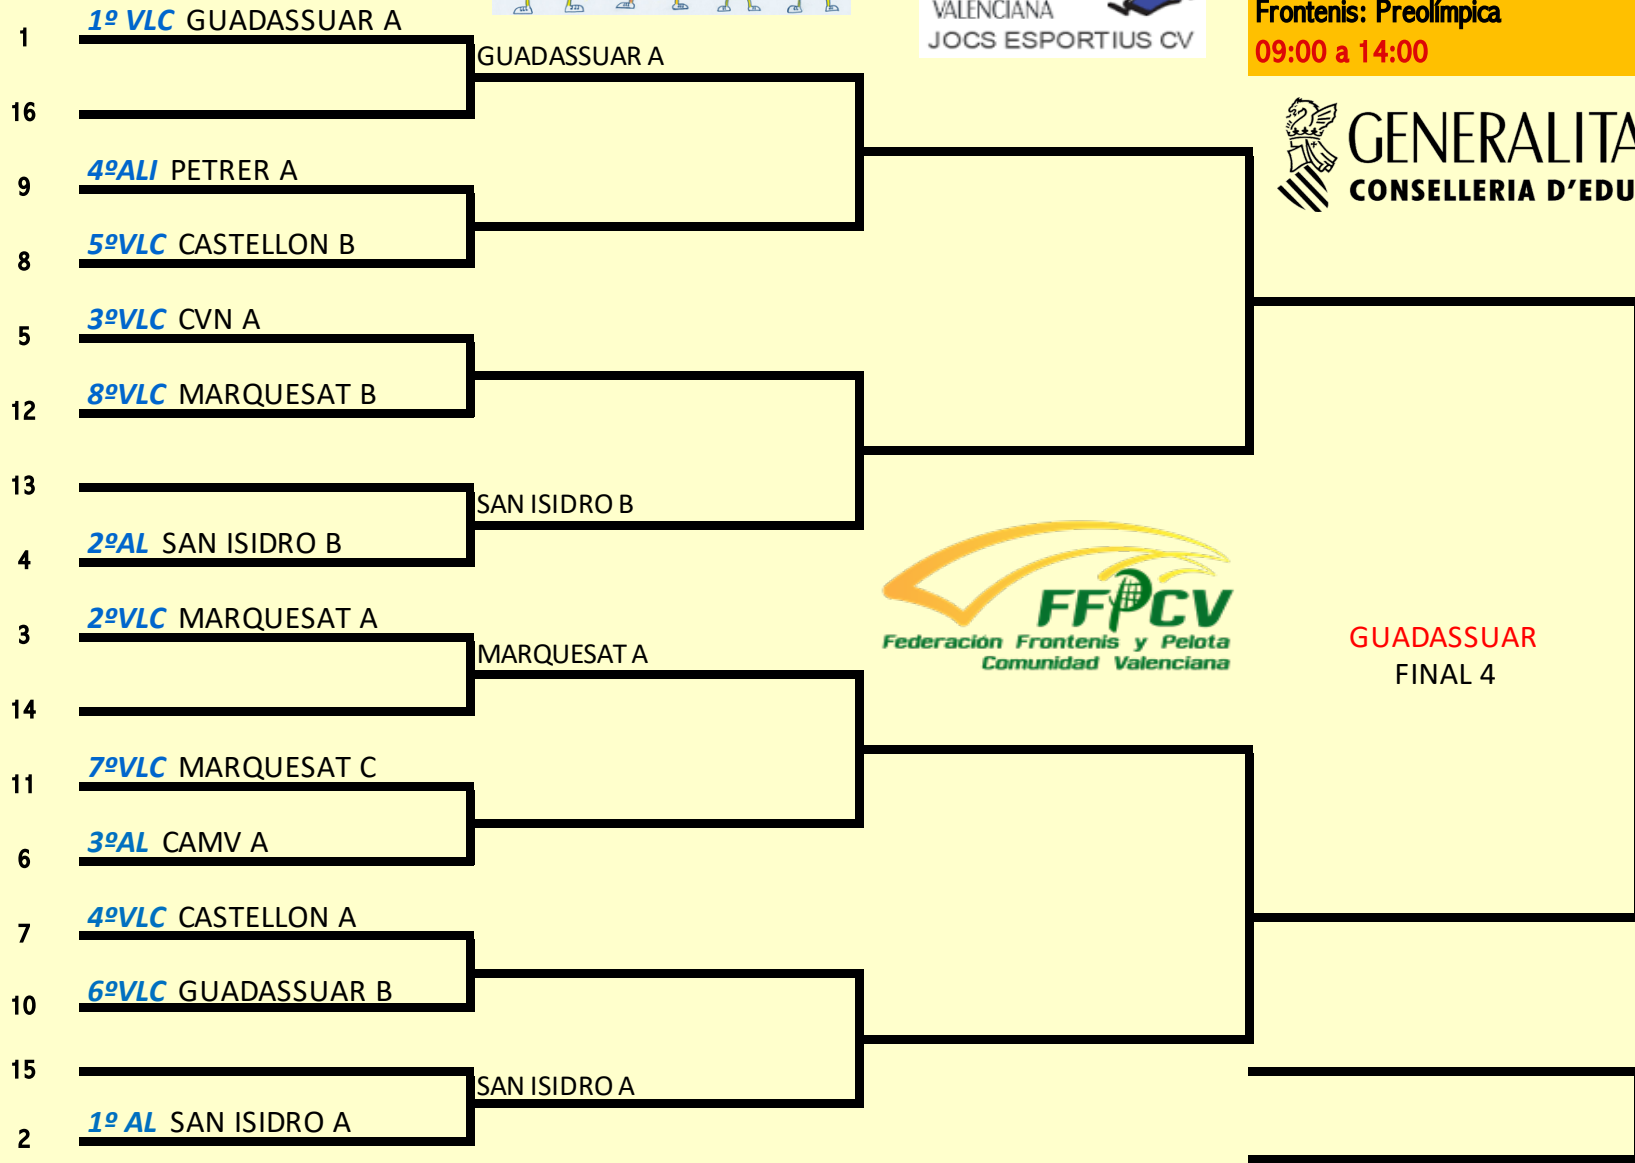 1
1º VLC GUADASSUAR A
GUADASSUAR A
16
9
4ºALI PETRER A
8
5ºVLC CASTELLON B
5
3ºVLC CVN A
12
8ºVLC MARQUESAT B
13
SAN ISIDRO B
4
2ºAL SAN ISIDRO B
3
2ºVLC MARQUESAT A
MARQUESAT A
14
11
7ºVLC MARQUESAT C
6
3ºAL CAMV A
7
4ºVLC CASTELLON A
10
6ºVLC GUADASSUAR B
15
SAN ISIDRO A
2
1º AL SAN ISIDRO A
VALENCIANA
JOCS ESPORTIUS CV
Frontenis: Preolímpica
09:00 a 14:00
GENERALITA
CONSELLERIA D'EDU
FFPCV
Federación Frontenis y Pelota
Comunidad Valenciana
GUADASSUAR
FINAL 4